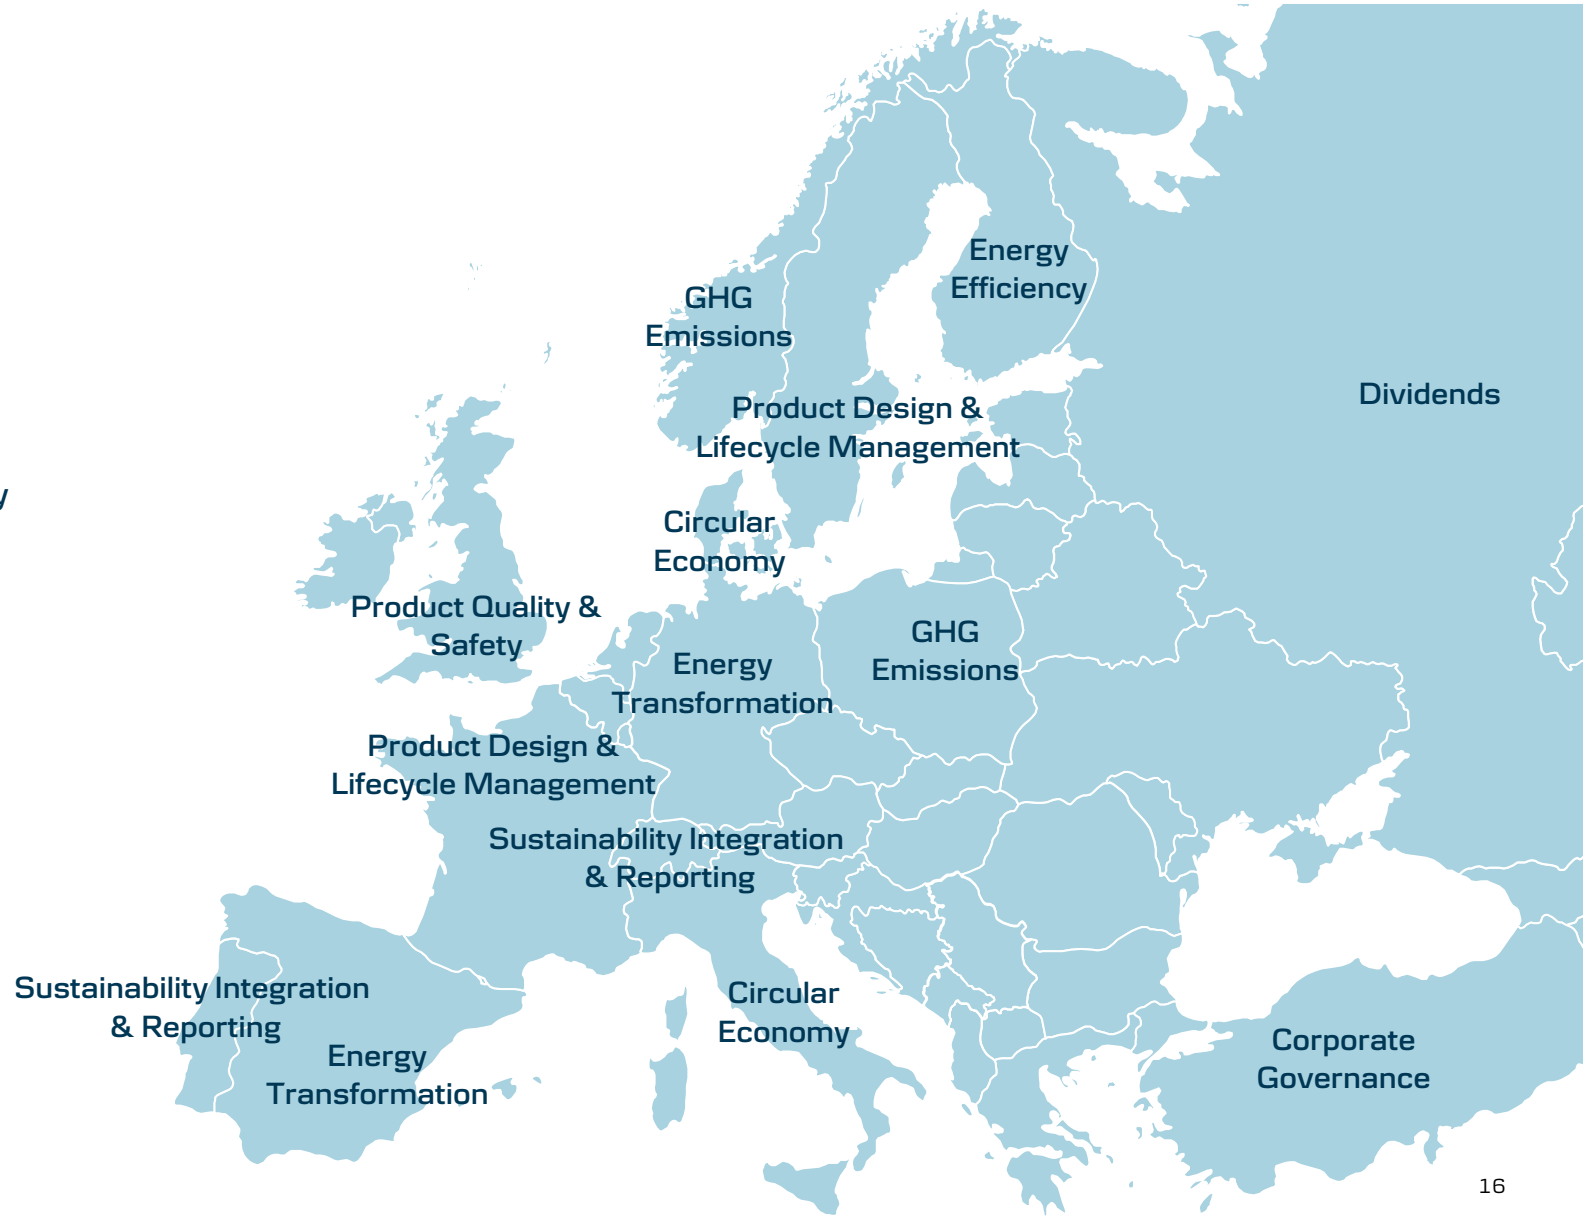 Energy
Efficiency
GHG
Emissions
Dividends
Product Design &
Lifecycle Management
Circular
Economy
Product Quality &
Safety
GHG
Emissions
Energy
Transformation
Product Design &
Lifecycle Management
Sustainability Integration
& Reporting
Sustainability Integration
& Reporting
Circular
Economy
Energy
Transformation
Corporate
Governance
16